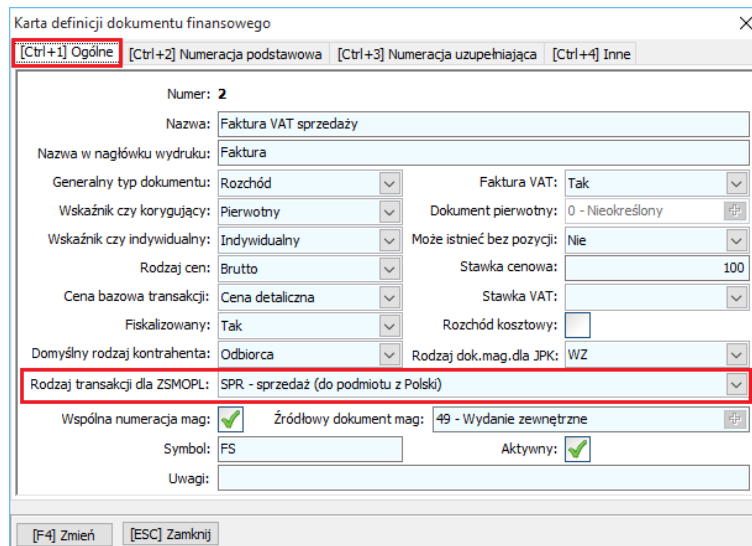 Karta definicji dokumentu finansowego
[Ctrl+1] Ogólne [Ctrl+2] Numeracja podstawowa [Ctrl+3] Numeracja uzupełniająca [Ctrl+4] Inne
Numer: 2
Nazwa: Faktura VAT sprzedaży
Nazwa w nagłówku wydruku: Faktura
Generalny typ dokumentu: Rozchód Faktura VAT: Tak
Wskaźnik czy korygujący: Pierwotny Dokument pierwotny: 0 - Nieokreślony
Wskaźnik czy indywidualny: Indywidualny Może istnieć bez pozycji: Nie
Rodzaj cen: Brutto Stawka cenowa: 100
Cena bazowa transakcji: Cena detaliczna Stawka VAT:
Fiskalizowany: Tak Rozchód kosztowy:
Domyślny rodzaj kontrahenta: Odbiorca Rodzaj dok.mag.dla JPK: WZ
Rodzaj transakcji dla ZSMOPL: SPR - sprzedaż (do podmiotu z Polski)
Wspólna numeracja mag: Źródłowy dokument mag: 49 - Wydanie zewnętrzne
Symbol: FS Aktywny:
Uwagi:
[F4] Zmień [ESC] Zamknij